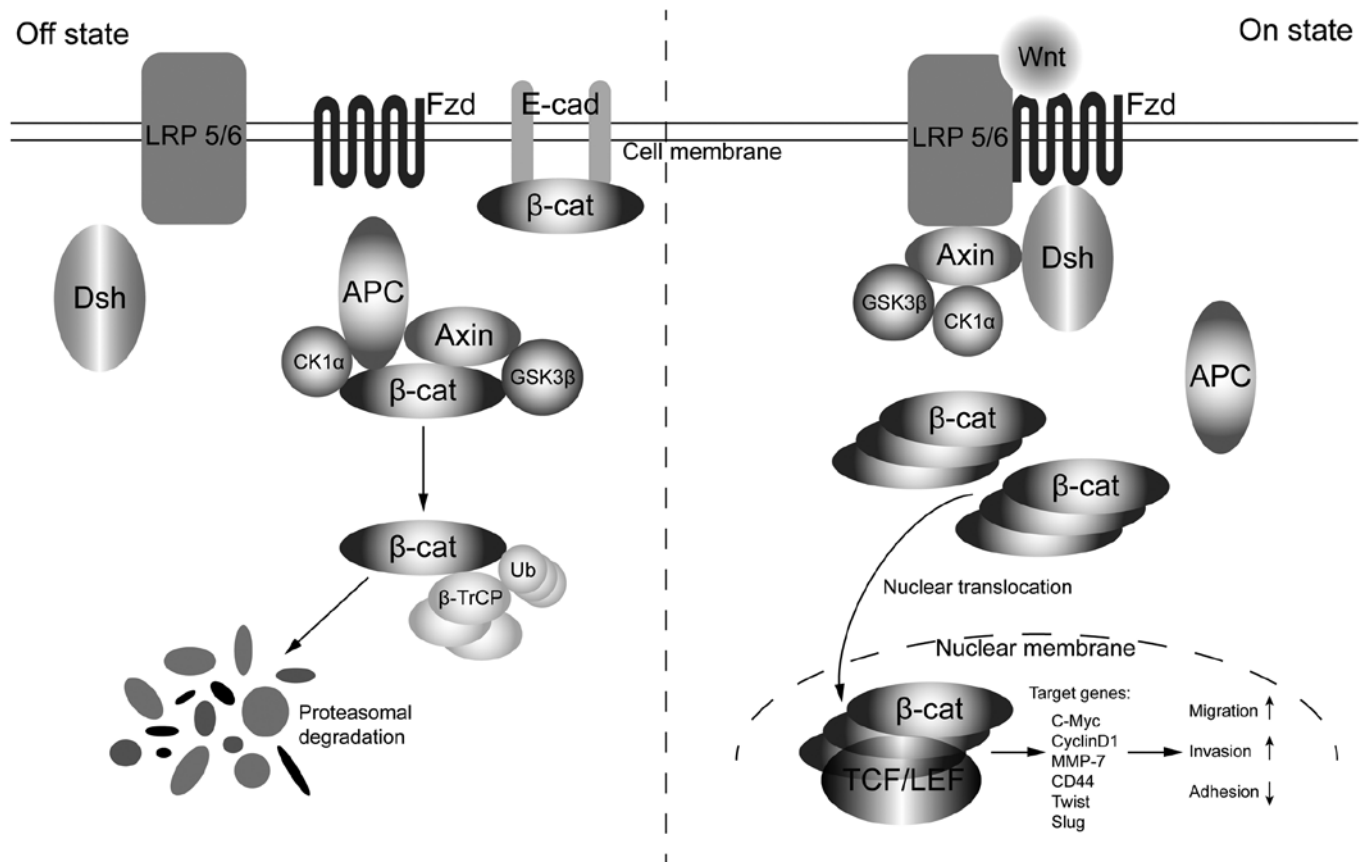 Off state
LRP 5/6
Fzd
E-cad
Cell membrane
β-cat
Dsh
APC
Axin
CK1α
GSK3β
β-cat
β-cat
Ub
β-TrCP
Proteasomal
degradation
On state
Wnt
LRP 5/6
Fzd
Axin
Dsh
GSK3β
CK1α
APC
β-cat
β-cat
Nuclear translocation
Nuclear membrane
β-cat
TCF/LEF
Target genes:
C-Myc
CyclinD1
MMP-7
CD44
Twist
Slug
Migration ↑
Invasion ↑
Adhesion ↓